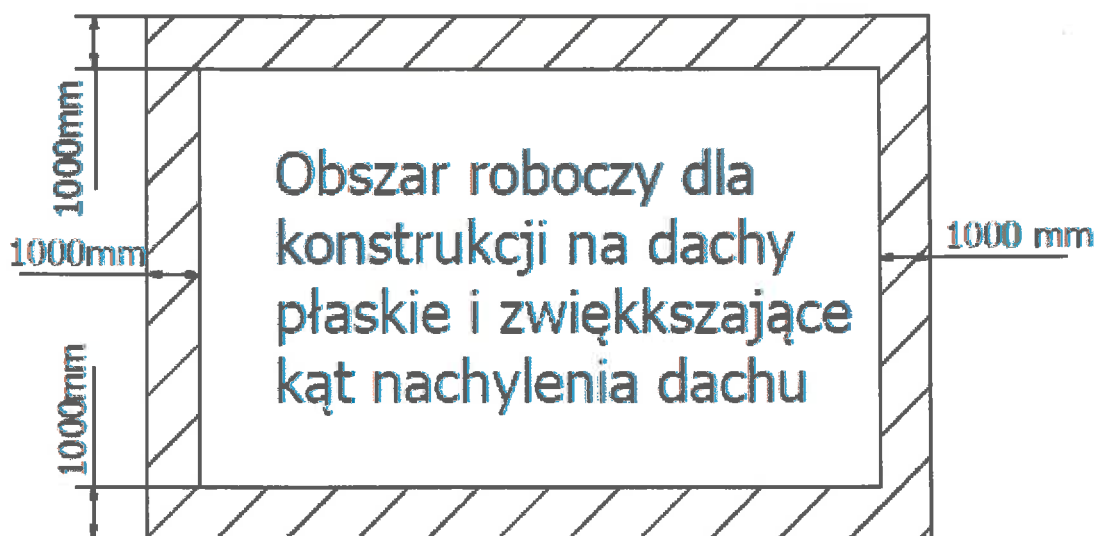 1000mm
Obszar roboczy dla
konstrukcji na dachy
płaskie i zwiękkszające
kąt nachylenia dachu
1000mm
1000 mm
1000mm